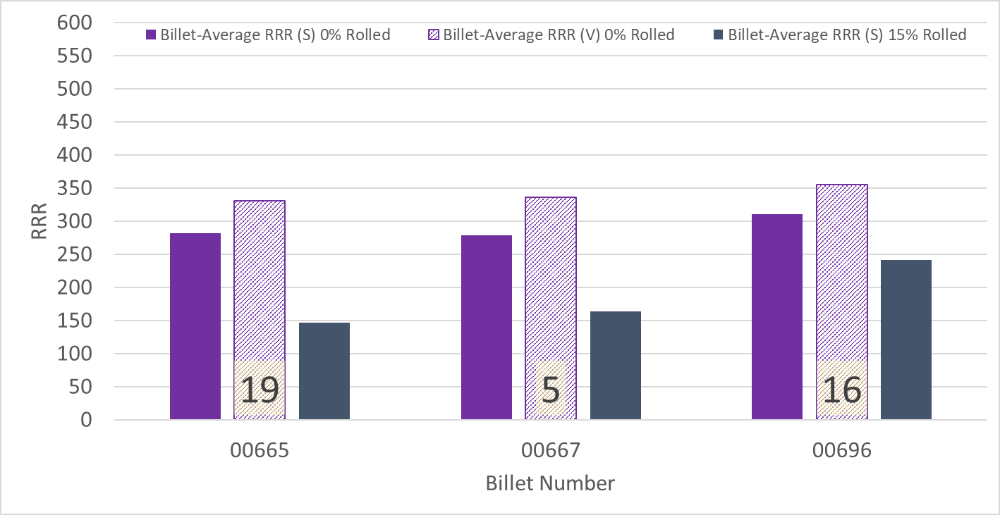 600
Billet-Average RRR (S) 0% Rolled Billet-Average RRR (V) 0% Rolled Billet-Average RRR (S) 15% Rolled
550
500
450
400
350
300
250
200
150
100
50
0
RRR
19 5 16
00665 00667 00696
Billet Number